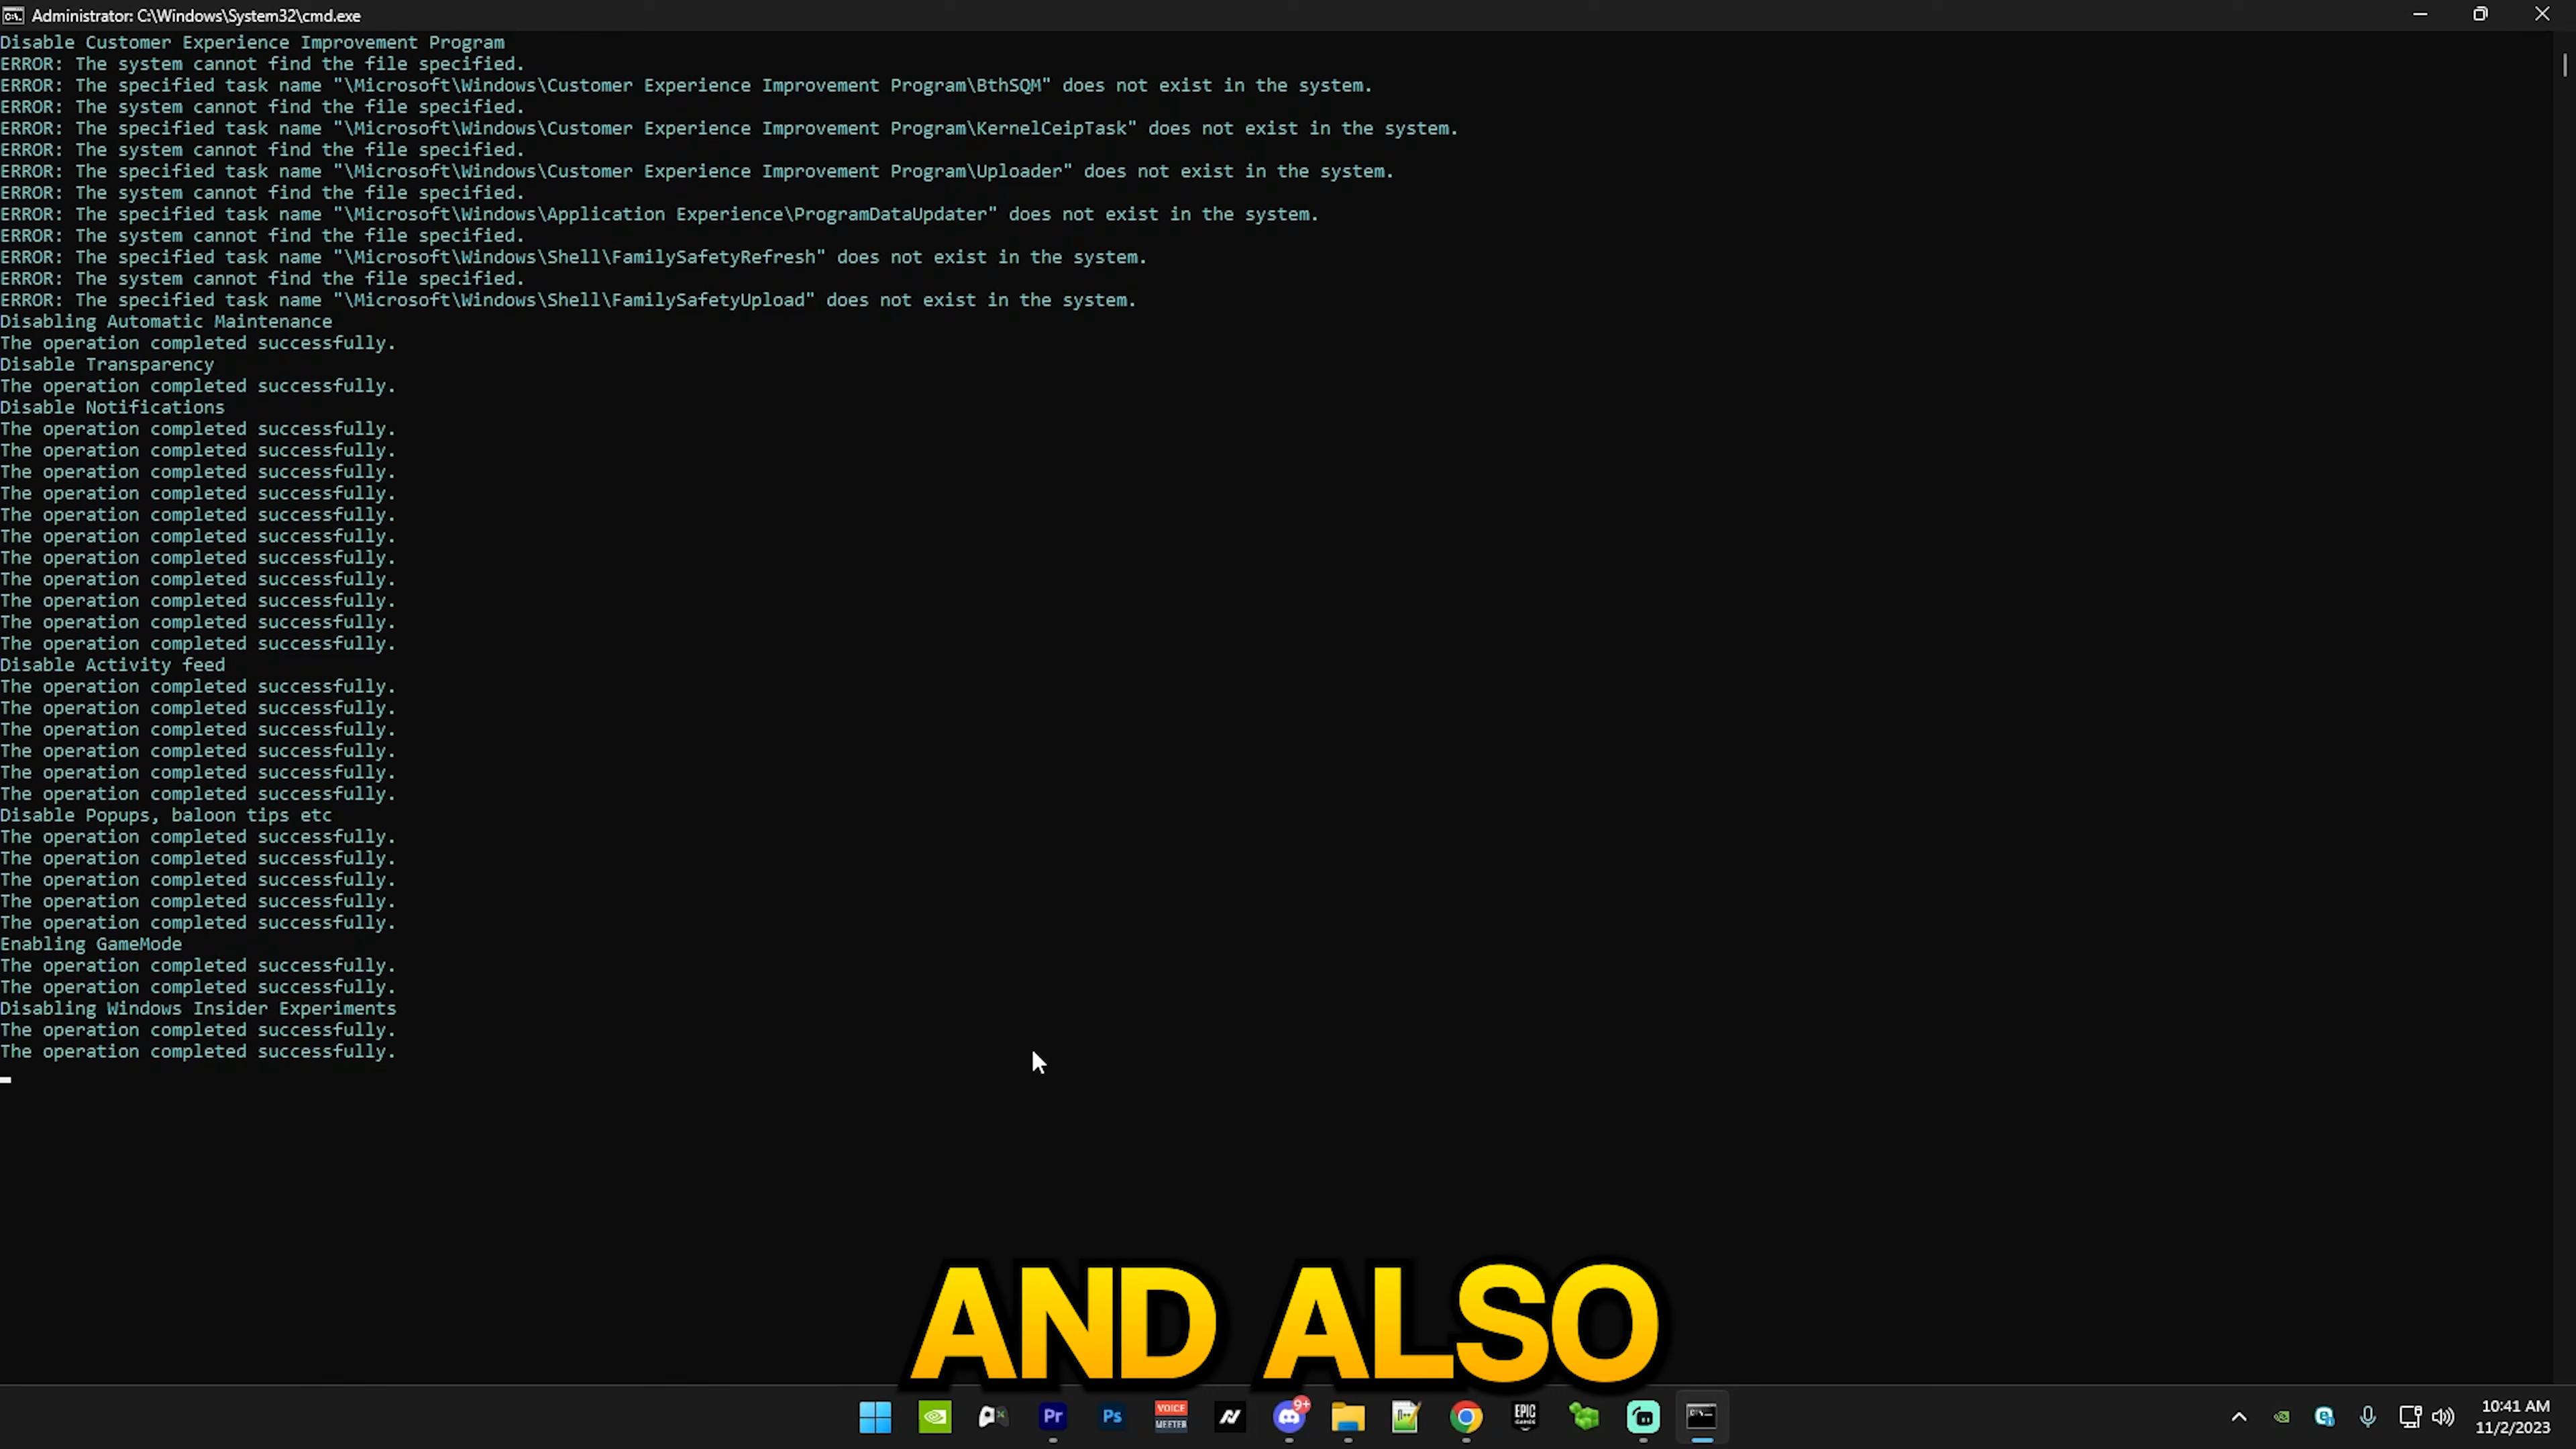 Administrator: C:\Windows\System32\cmd.exe
Disable Customer Experience Improvement Program
ERROR: The system cannot find the file specified.
ERROR: The specified task name "\Microsoft\Windows\Customer Experience Improvement Program\BthSQM" does not exist in the system.
ERROR: The system cannot find the file specified.
ERROR: The specified task name "\Microsoft\Windows\Customer Experience Improvement Program\KernelCeipTask" does not exist in the system.
ERROR: The system cannot find the file specified.
ERROR: The specified task name "\Microsoft\Windows\Customer Experience Improvement Program\Uploader" does not exist in the system.
ERROR: The system cannot find the file specified.
ERROR: The specified task name "\Microsoft\Windows\Application Experience\ProgramDataUpdater" does not exist in the system.
ERROR: The system cannot find the file specified.
ERROR: The specified task name "\Microsoft\Windows\Shell\FamilySafetyRefresh" does not exist in the system.
ERROR: The system cannot find the file specified.
ERROR: The specified task name "\Microsoft\Windows\Shell\FamilySafetyUpload" does not exist in the system.
Disabling Automatic Maintenance
The operation completed successfully.
Disable Transparency
The operation completed successfully.
Disable Notifications
The operation completed successfully.
The operation completed successfully.
The operation completed successfully.
The operation completed successfully.
The operation completed successfully.
The operation completed successfully.
The operation completed successfully.
The operation completed successfully.
The operation completed successfully.
The operation completed successfully.
The operation completed successfully.
Disable Activity feed
The operation completed successfully.
The operation completed successfully.
The operation completed successfully.
The operation completed successfully.
The operation completed successfully.
The operation completed successfully.
Disable Popups, baloon tips etc
The operation completed successfully.
The operation completed successfully.
The operation completed successfully.
The operation completed successfully.
The operation completed successfully.
Enabling GameMode
The operation completed successfully.
The operation completed successfully.
Disabling Windows Insider Experiments
The operation completed successfully.
The operation completed successfully.
AND ALSO
Pr Ps VOICE MEETER 9+ EPIC GAMES
10:41 AM
11/2/2023